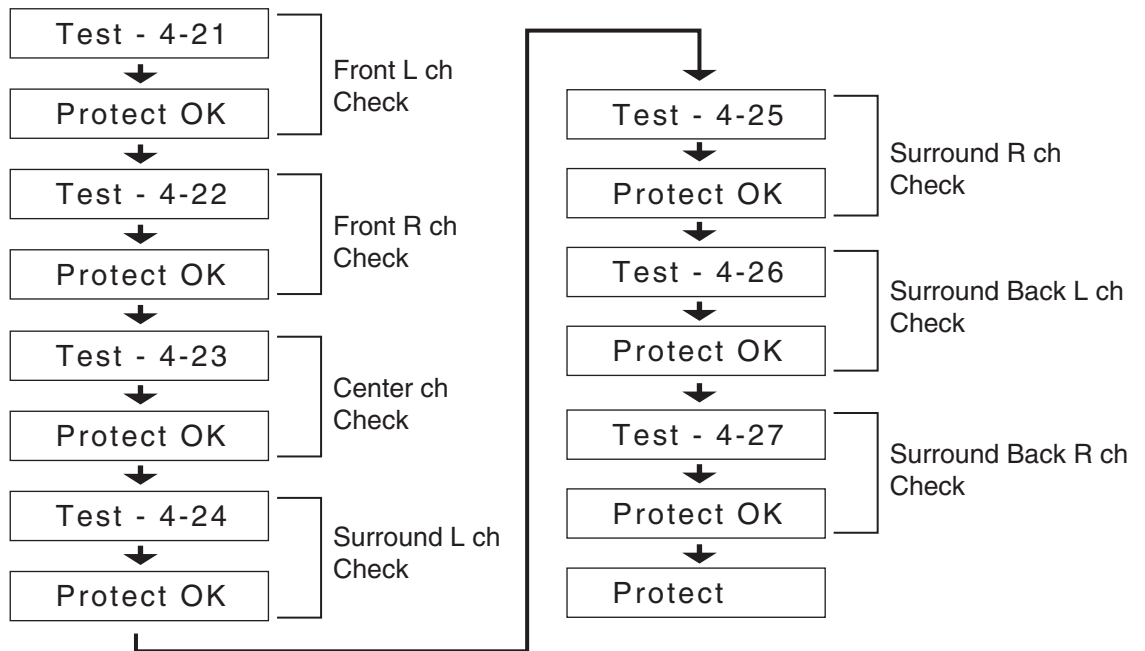 Test - 4-21
Protect OK
Front L ch
Check
Test - 4-22
Protect OK
Front R ch
Check
Test - 4-23
Protect OK
Center ch
Check
Test - 4-24
Protect OK
Surround L ch
Check
Test - 4-25
Protect OK
Surround R ch
Check
Test - 4-26
Protect OK
Surround Back L ch
Check
Test - 4-27
Protect OK
Surround Back R ch
Check
Protect